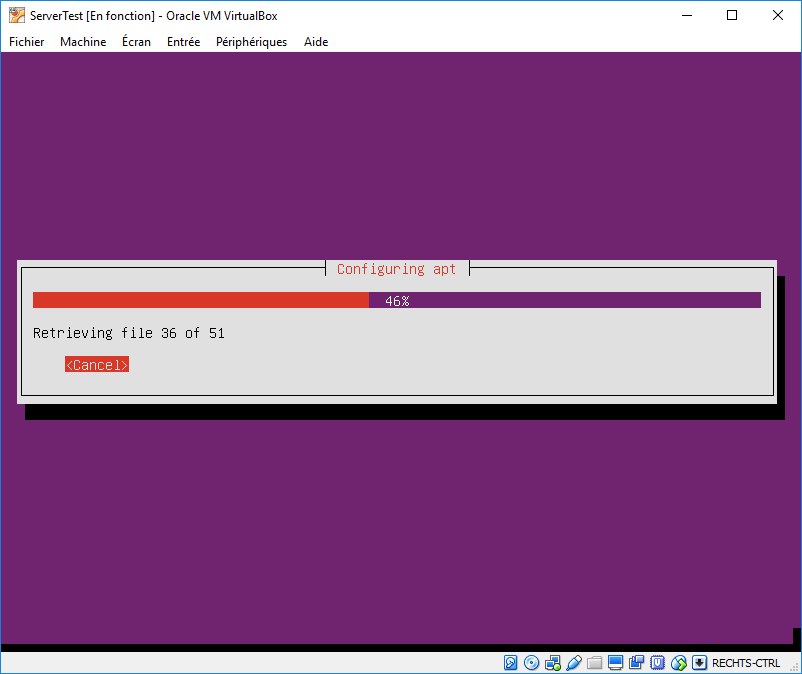 ServerTest [En fonction] - Oracle VM VirtualBox
Fichier Machine Écran Entrée Périphériques Aide
Configuring apt
46%
Retrieving file 36 of 51
<Cancel>
RECHTS-CTRL